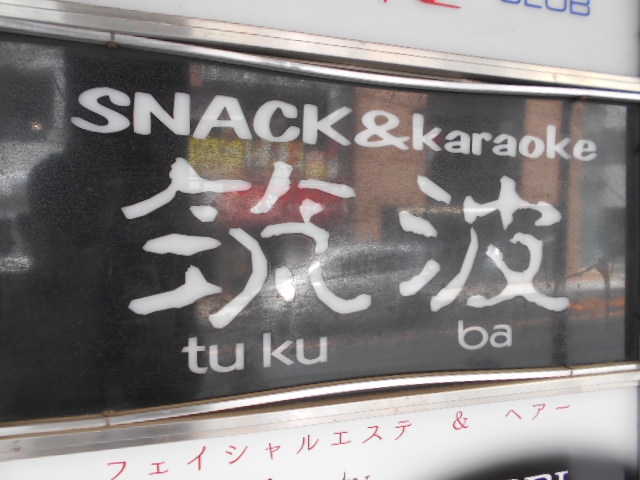 CLUB
SNACK&karaoke
筑波
tu ku ba
フェイシャルエステ & ヘアー